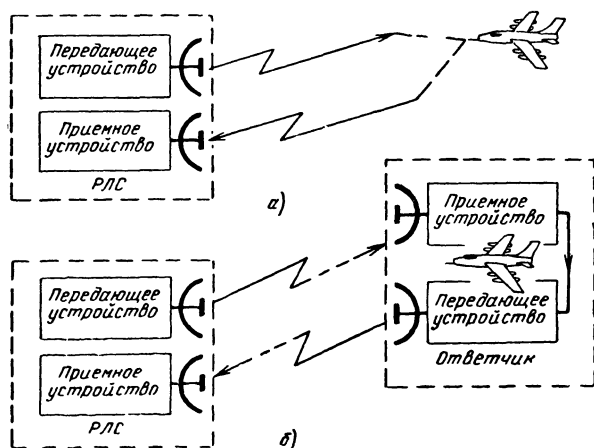 Передающее
устройство
Приемное
устройство
РЛС
а)
Приемное
устройство
Передающее
устройство
Ответчик
Передающее
устройство
Приемное
устройство
РЛС
б)